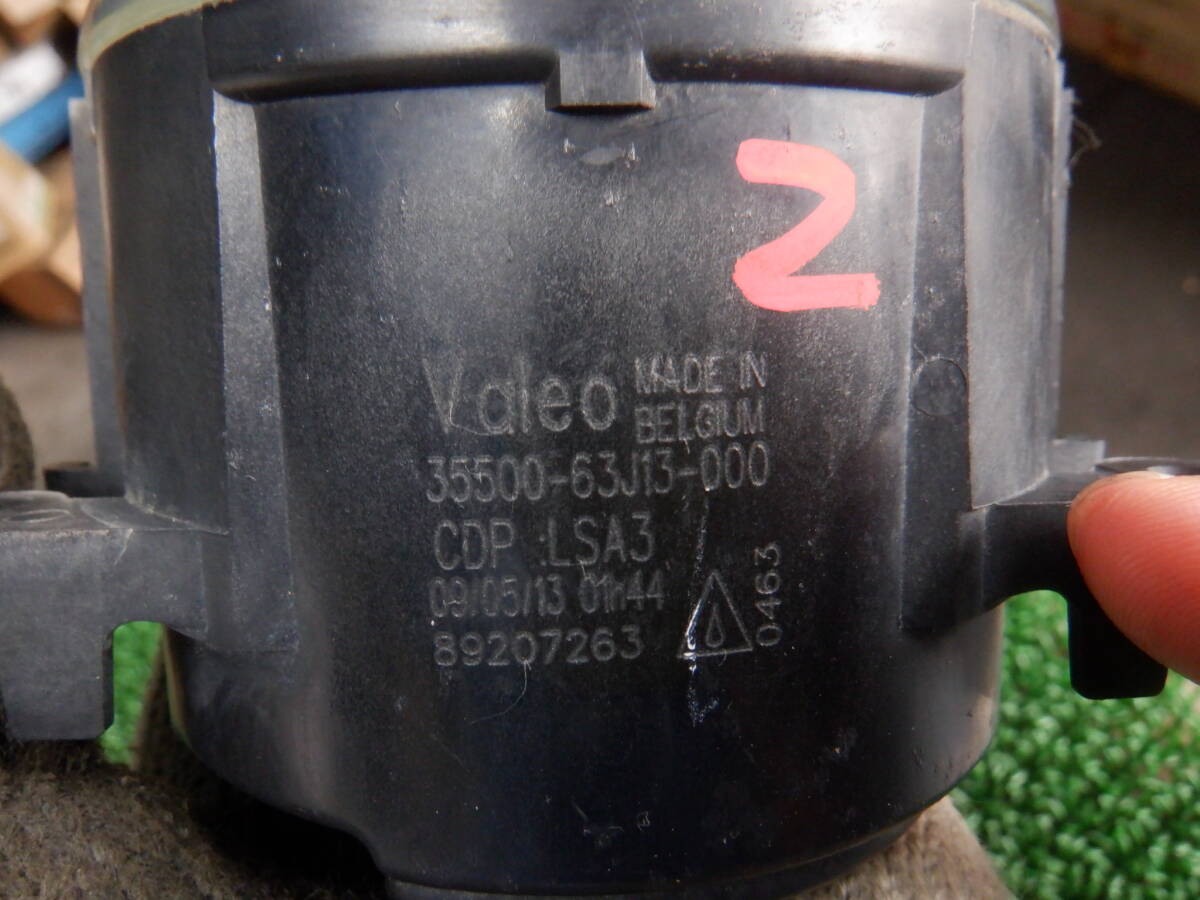 2
Valeo MADE IN
BELGIUM
35500-63J13-000
CDP :LSA3
09/05/13 01h44
89207263
0463